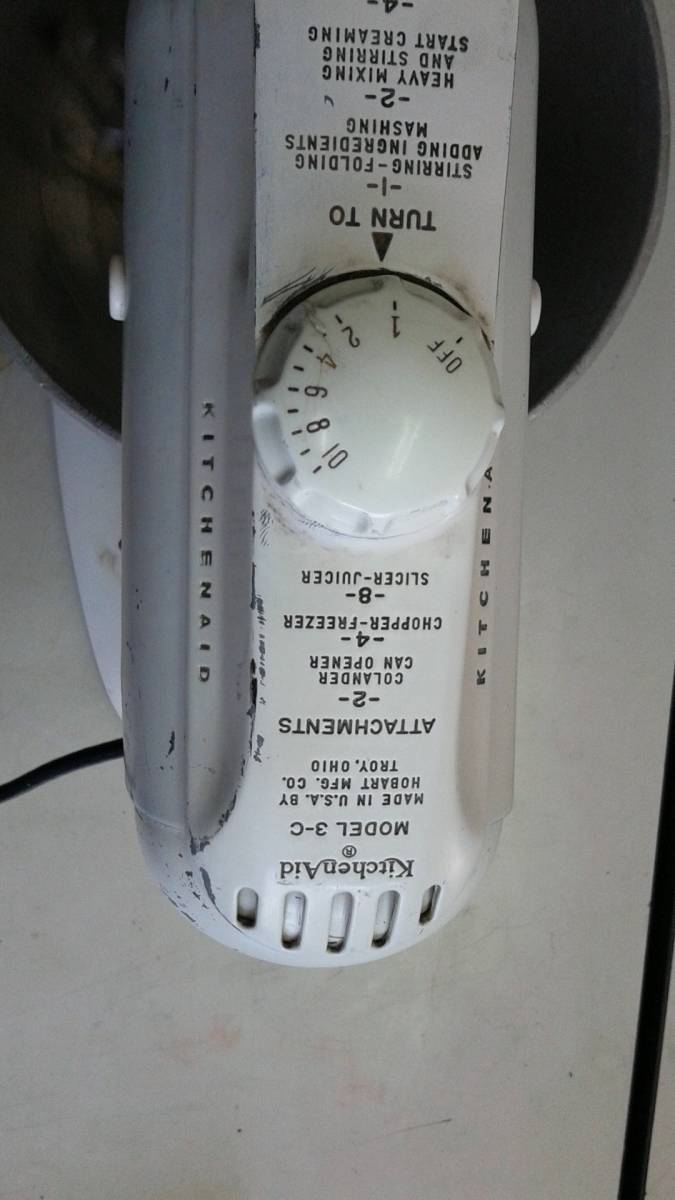 KitchenAid
®
MODEL 3-C
MADE IN U.S.A. BY
HOBART MFG. CO.
TROY, OHIO
ATTACHMENTS
-2-
COLANDER
CAN OPENER
-4-
CHOPPER-FREEZER
-8-
SLICER-JUICER
OFF
1
2
4
6
8
10
TURN TO
-1-
STIRRING-FOLDING
ADDING INGREDIENTS
MASHING
-2-
HEAVY MIXING
AND STIRRING
START CREAMING
-4-
KITCHENAID
KITCHENA